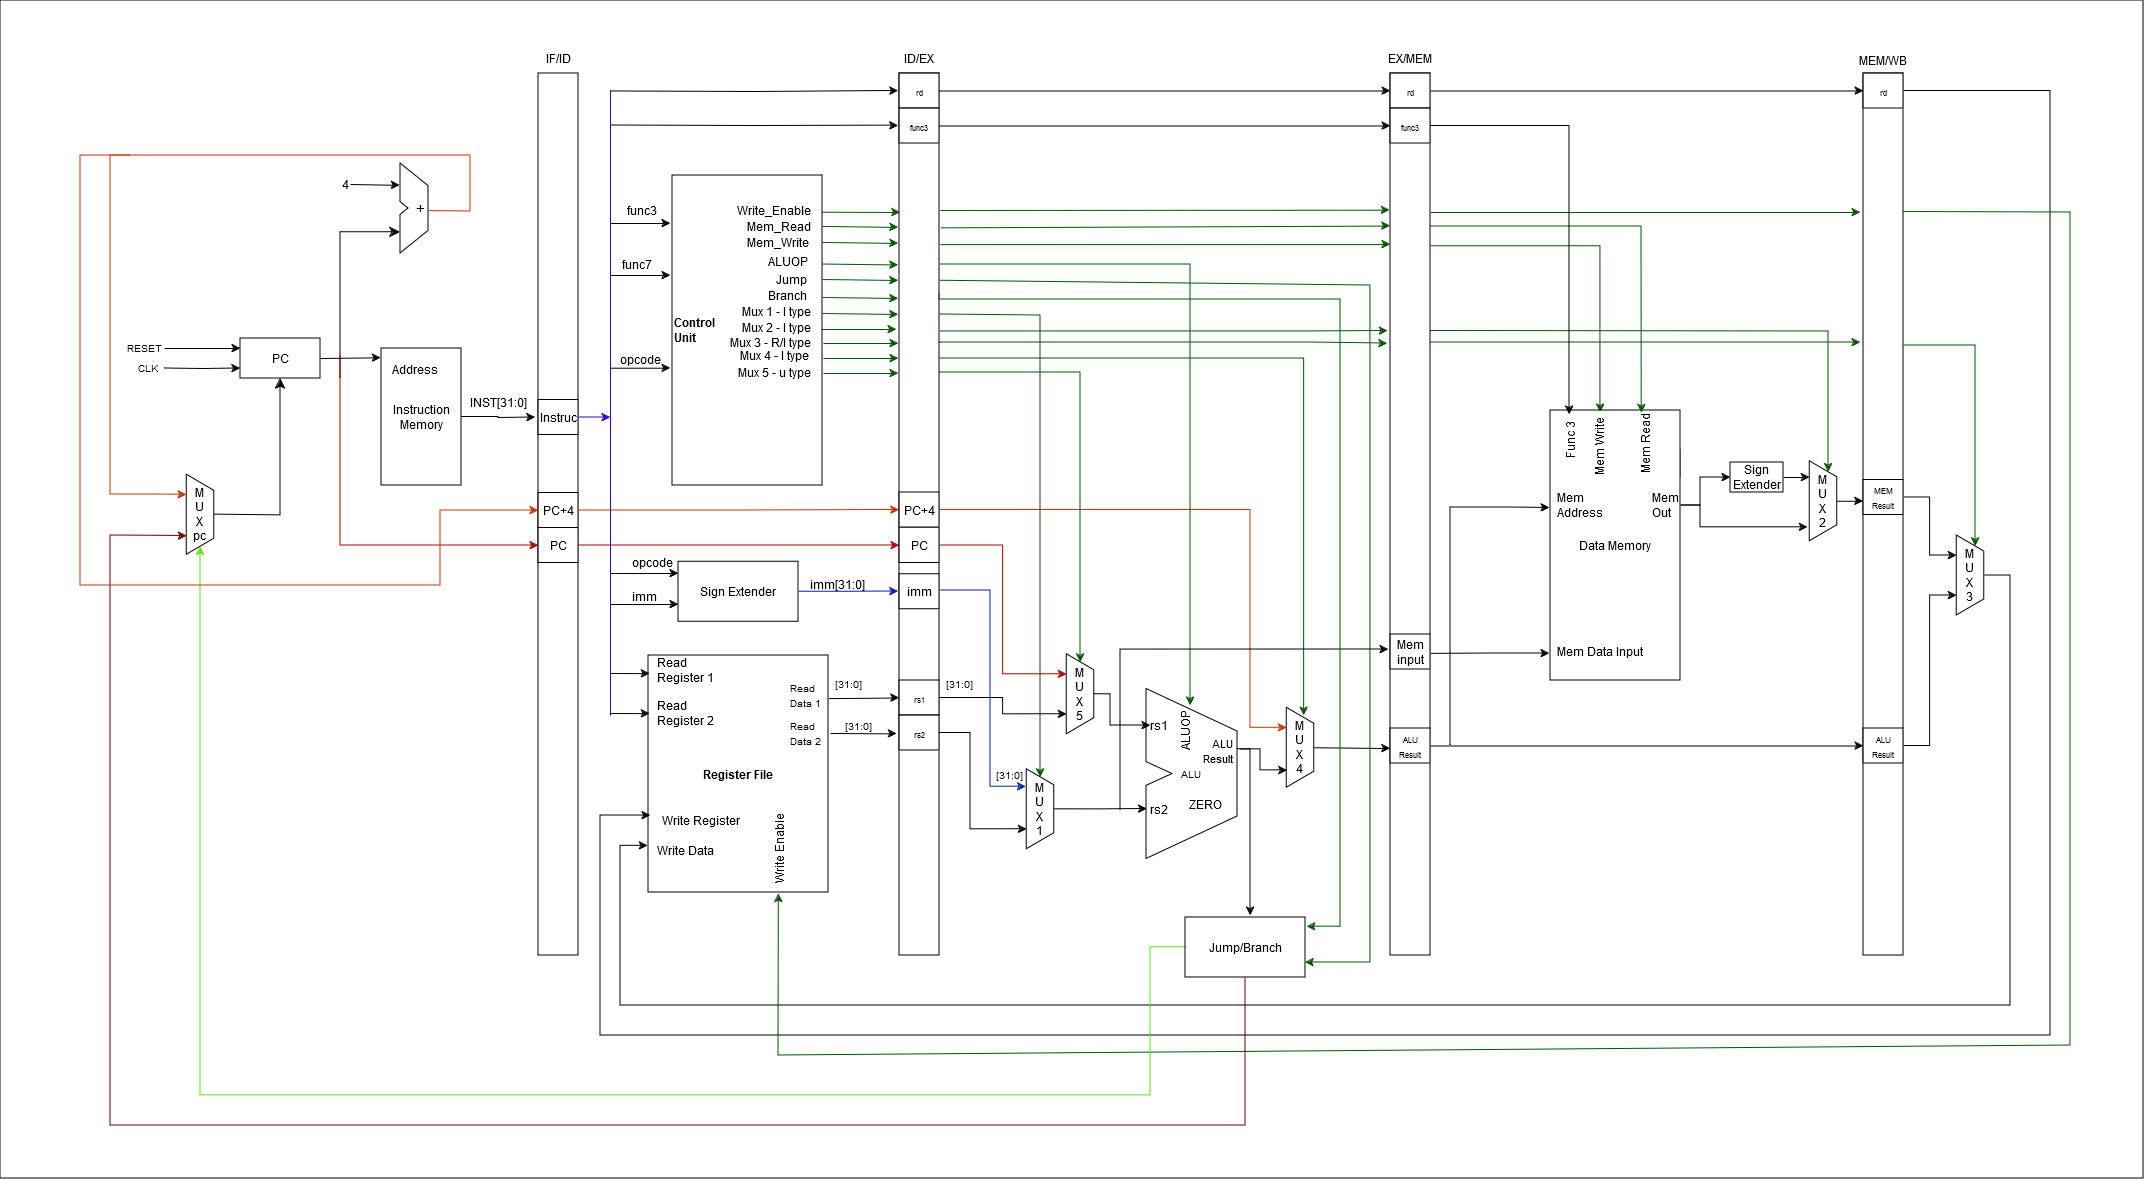 IF/ID
ID/EX
EX/MEM
MEM/WB
rd
rd
rd
func3
func3
4
+
func3
func7
opcode
Control
Unit
Write_Enable
Mem_Read
Mem_Write
ALUOP
Jump
Branch
Mux 1 - I type
Mux 2 - I type
Mux 3 - R/I type
Mux 4 - I type
Mux 5 - u type
RESET
CLK
PC
Address
Instruction
Memory
INST[31:0]
Instruc
M
U
X
pc
PC+4
PC
PC+4
PC
opcode
imm
Sign Extender
imm[31:0]
imm
Read
Register 1
Read
Register 2
Read
Data 1
Read
Data 2
Register File
Write Register
Write Data
Write Enable
[31:0]
[31:0]
rs1
rs2
[31:0]
[31:0]
M
U
X
5
M
U
X
1
rs1
rs2
ALUOP
ALU
Result
ALU
ZERO
M
U
X
4
Jump/Branch
Mem
input
ALU
Result
Func 3
Mem Write
Mem Read
Mem
Address
Mem
Out
Data Memory
Mem Data Input
Sign
Extender
M
U
X
2
MEM
Result
ALU
Result
M
U
X
3